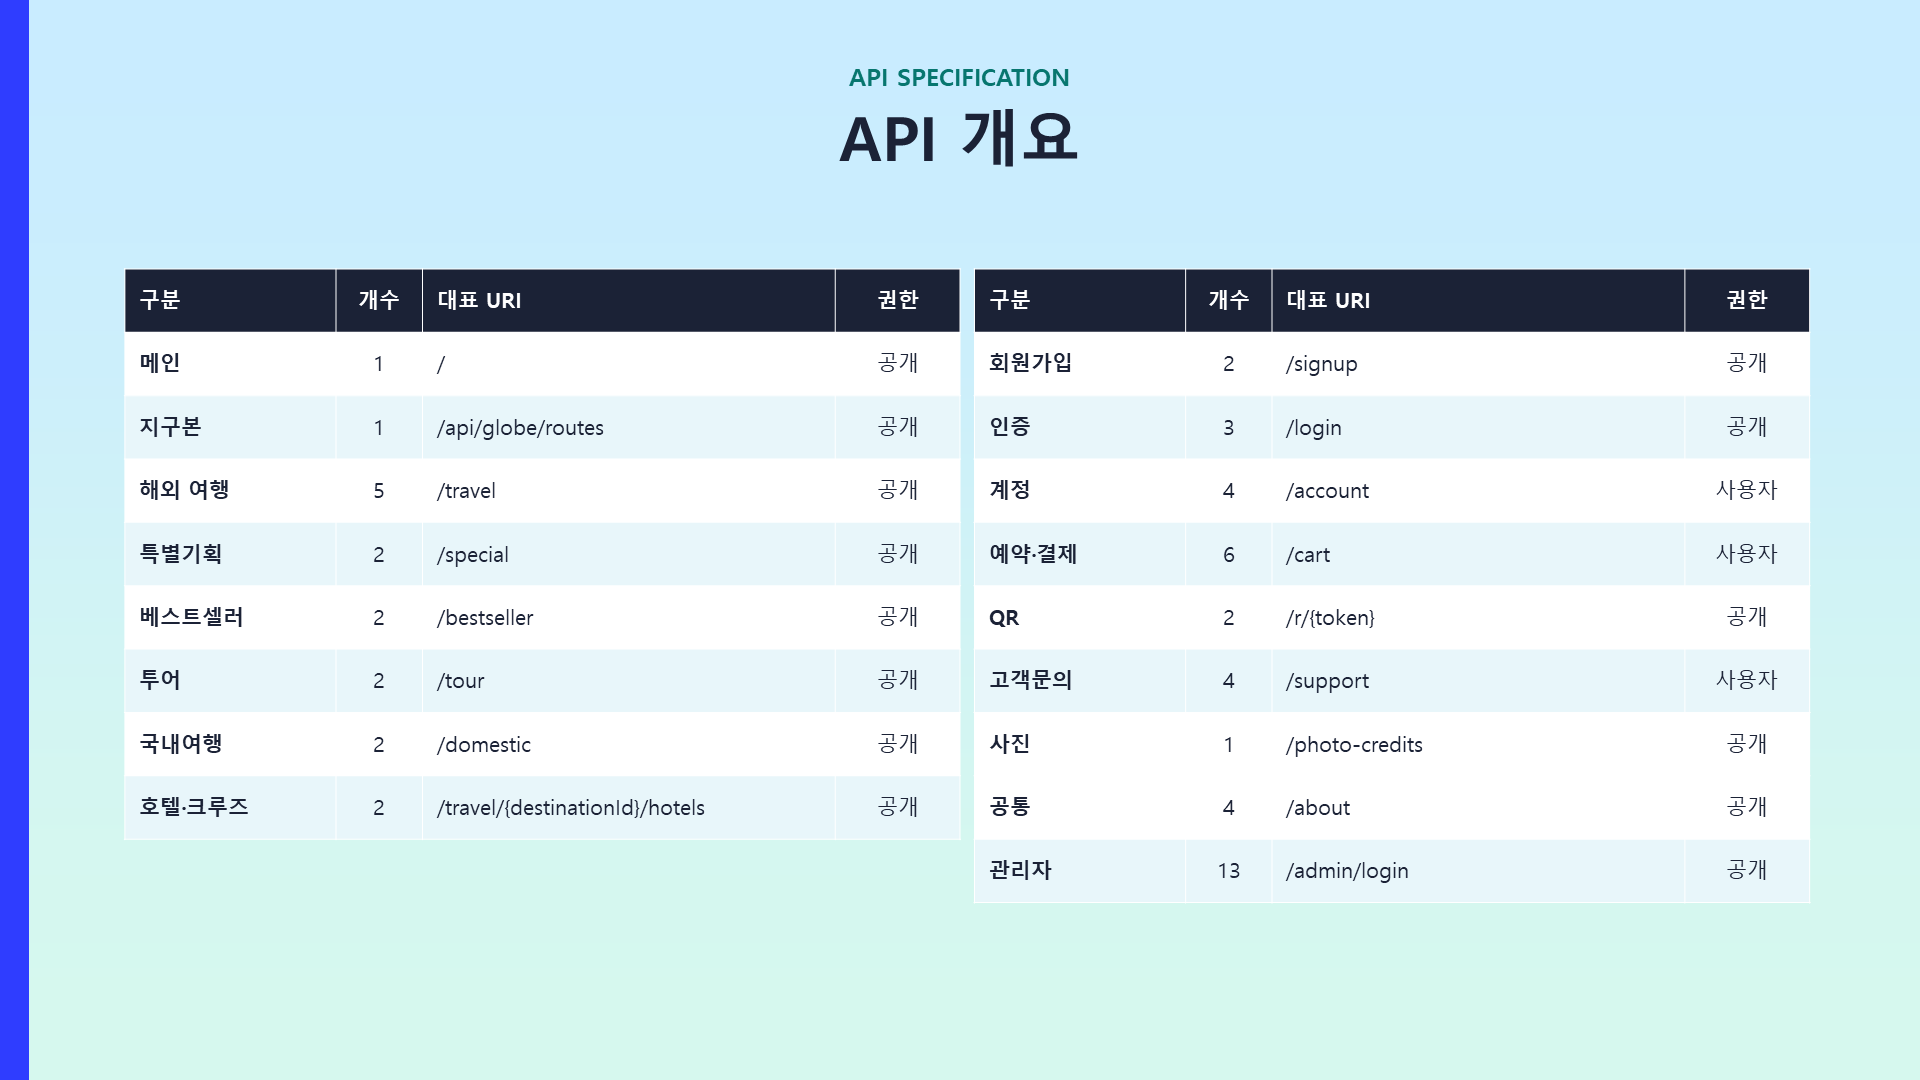 API SPECIFICATION
API 개요
구분 개수 대표 URI 권한
메인 1 / 공개
지구본 1 /api/globe/routes 공개
해외 여행 5 /travel 공개
특별기획 2 /special 공개
베스트셀러 2 /bestseller 공개
투어 2 /tour 공개
국내여행 2 /domestic 공개
호텔·크루즈 2 /travel/{destinationId}/hotels 공개
구분 개수 대표 URI 권한
회원가입 2 /signup 공개
인증 3 /login 공개
계정 4 /account 사용자
예약·결제 6 /cart 사용자
QR 2 /r/{token} 공개
고객문의 4 /support 사용자
사진 1 /photo-credits 공개
공통 4 /about 공개
관리자 13 /admin/login 공개